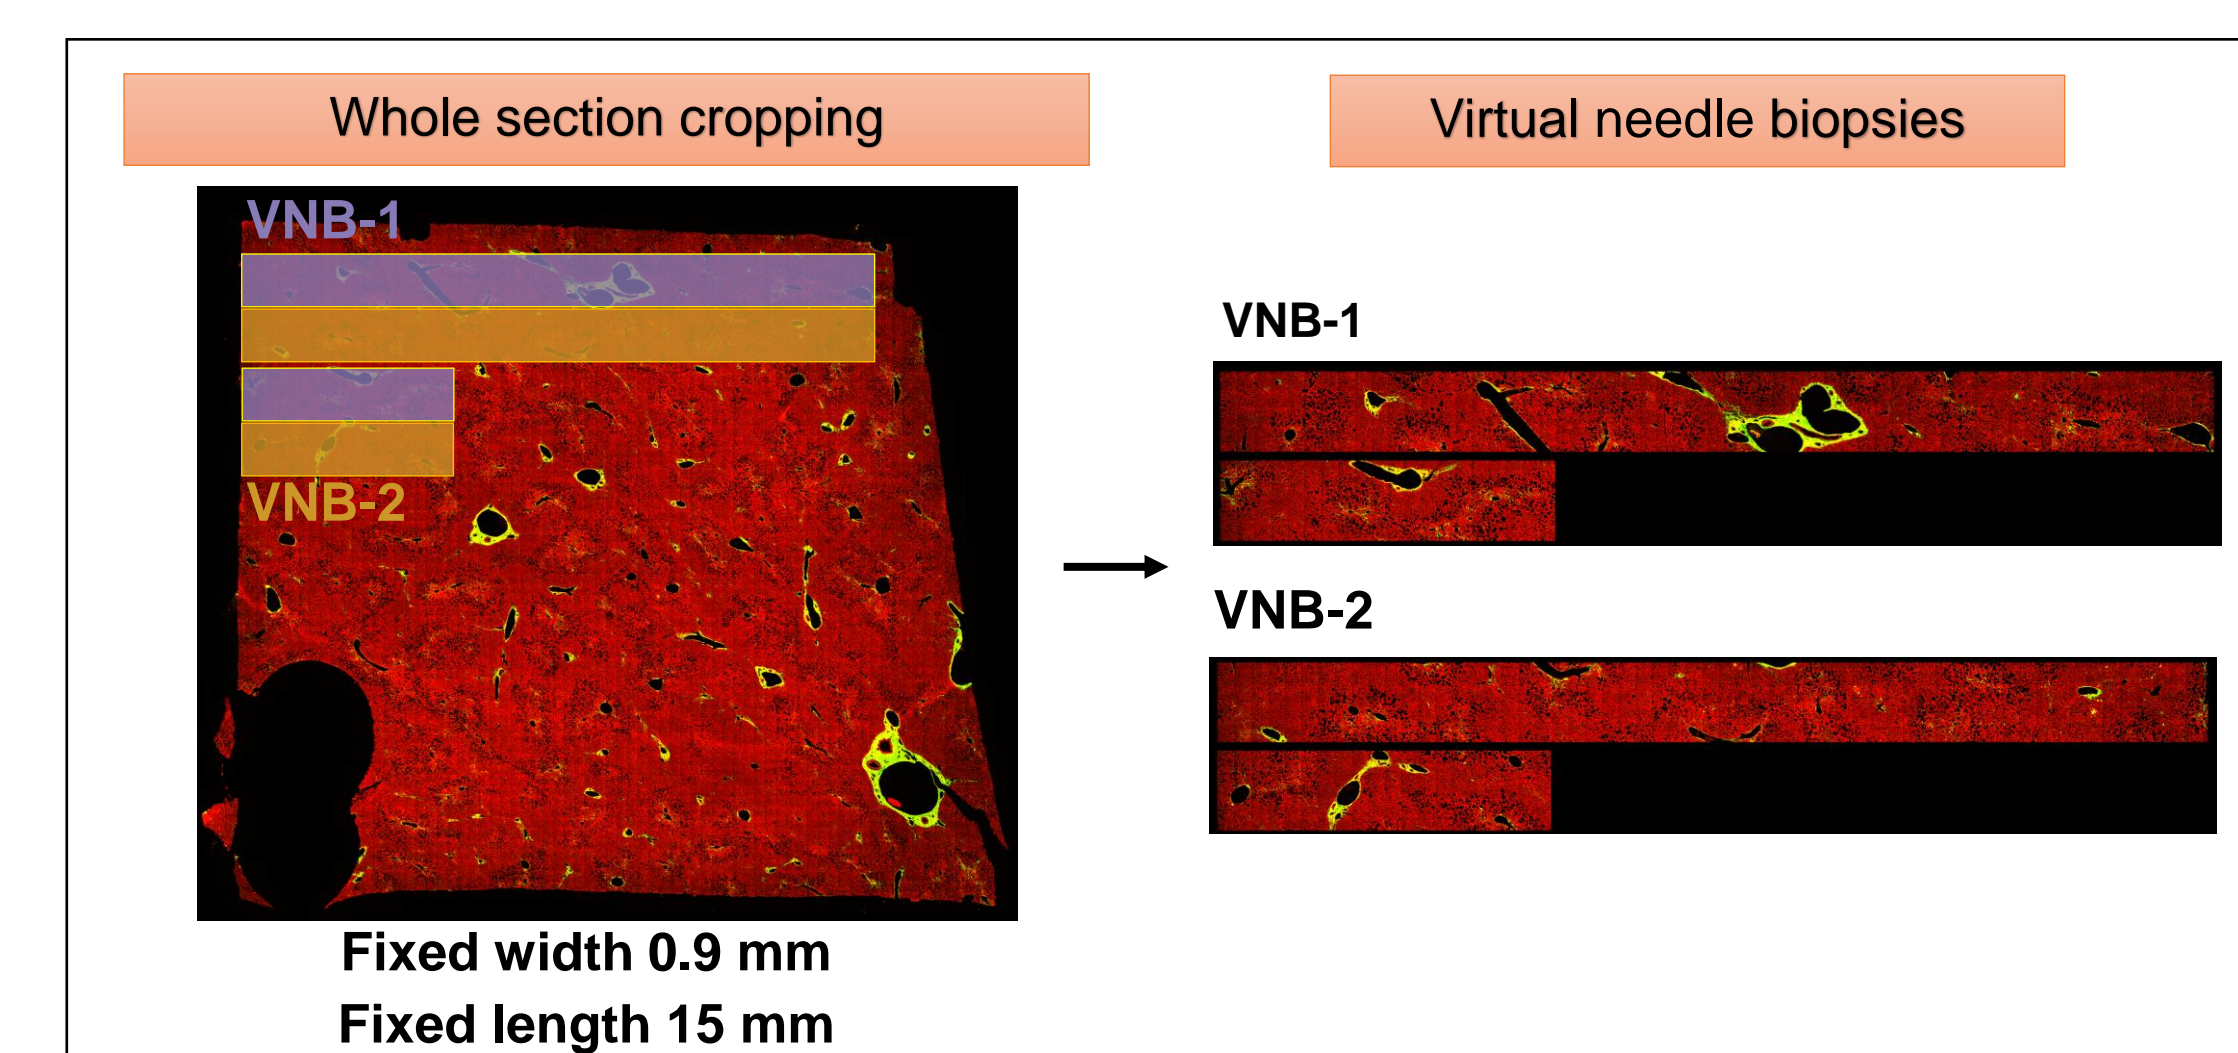 Whole section cropping
Virtual needle biopsies
VNB-1
VNB-2
Fixed width 0.9 mm
Fixed length 15 mm
VNB-1
VNB-2